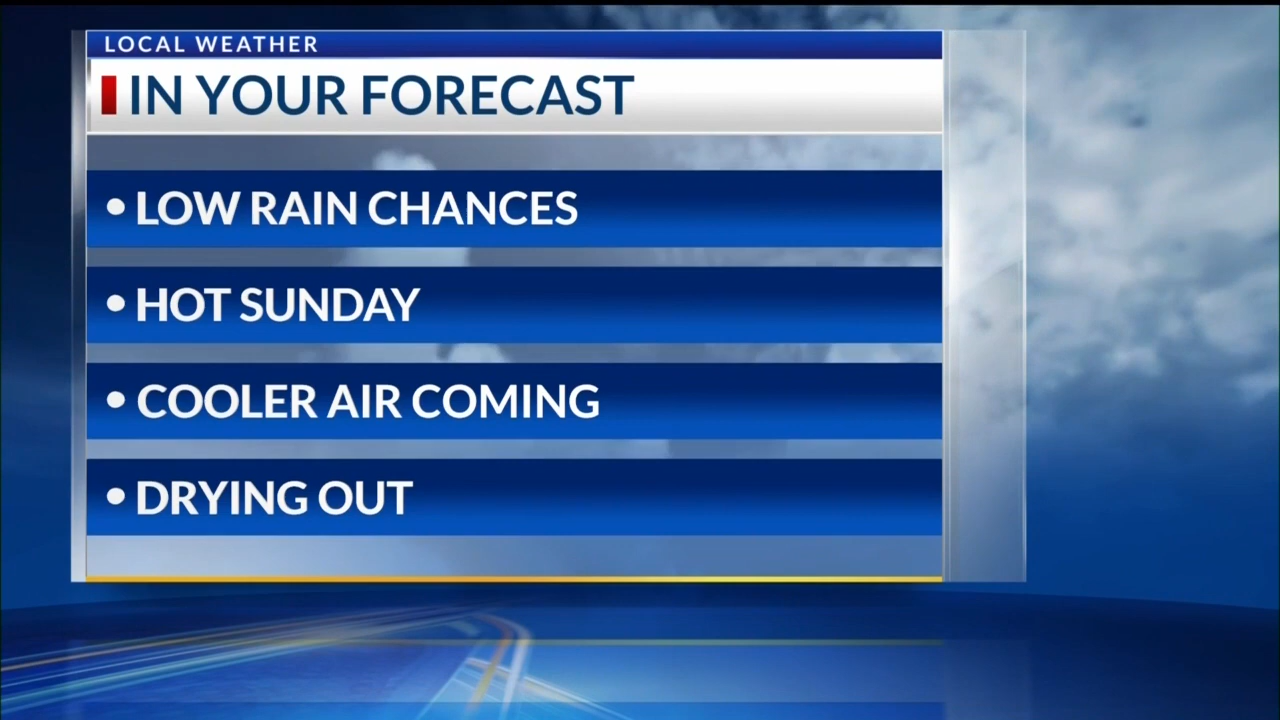 LOCAL WEATHER
IN YOUR FORECAST
• LOW RAIN CHANCES
• HOT SUNDAY
• COOLER AIR COMING
• DRYING OUT